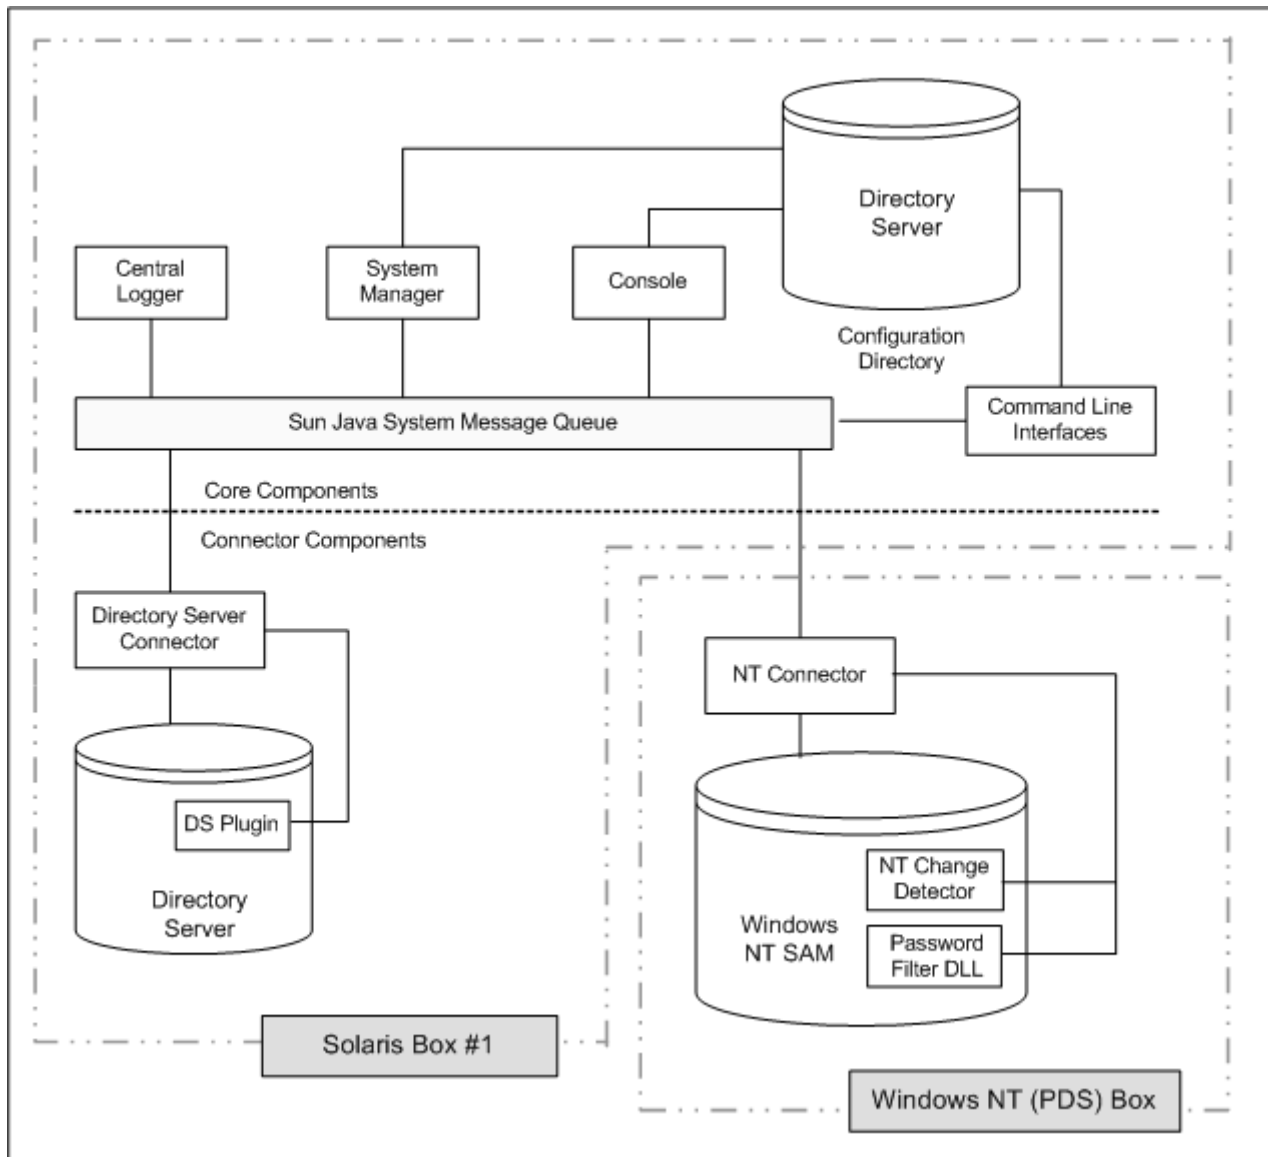 Directory
Server
Central
Logger
System
Manager
Console
Configuration
Directory
Sun Java System Message Queue
Command Line
Interfaces
Core Components
Connector Components
Directory Server
Connector
NT Connector
DS Plugin
Directory
Server
NT Change
Detector
Windows
NT SAM
Password
Filter DLL
Solaris Box #1
Windows NT (PDS) Box